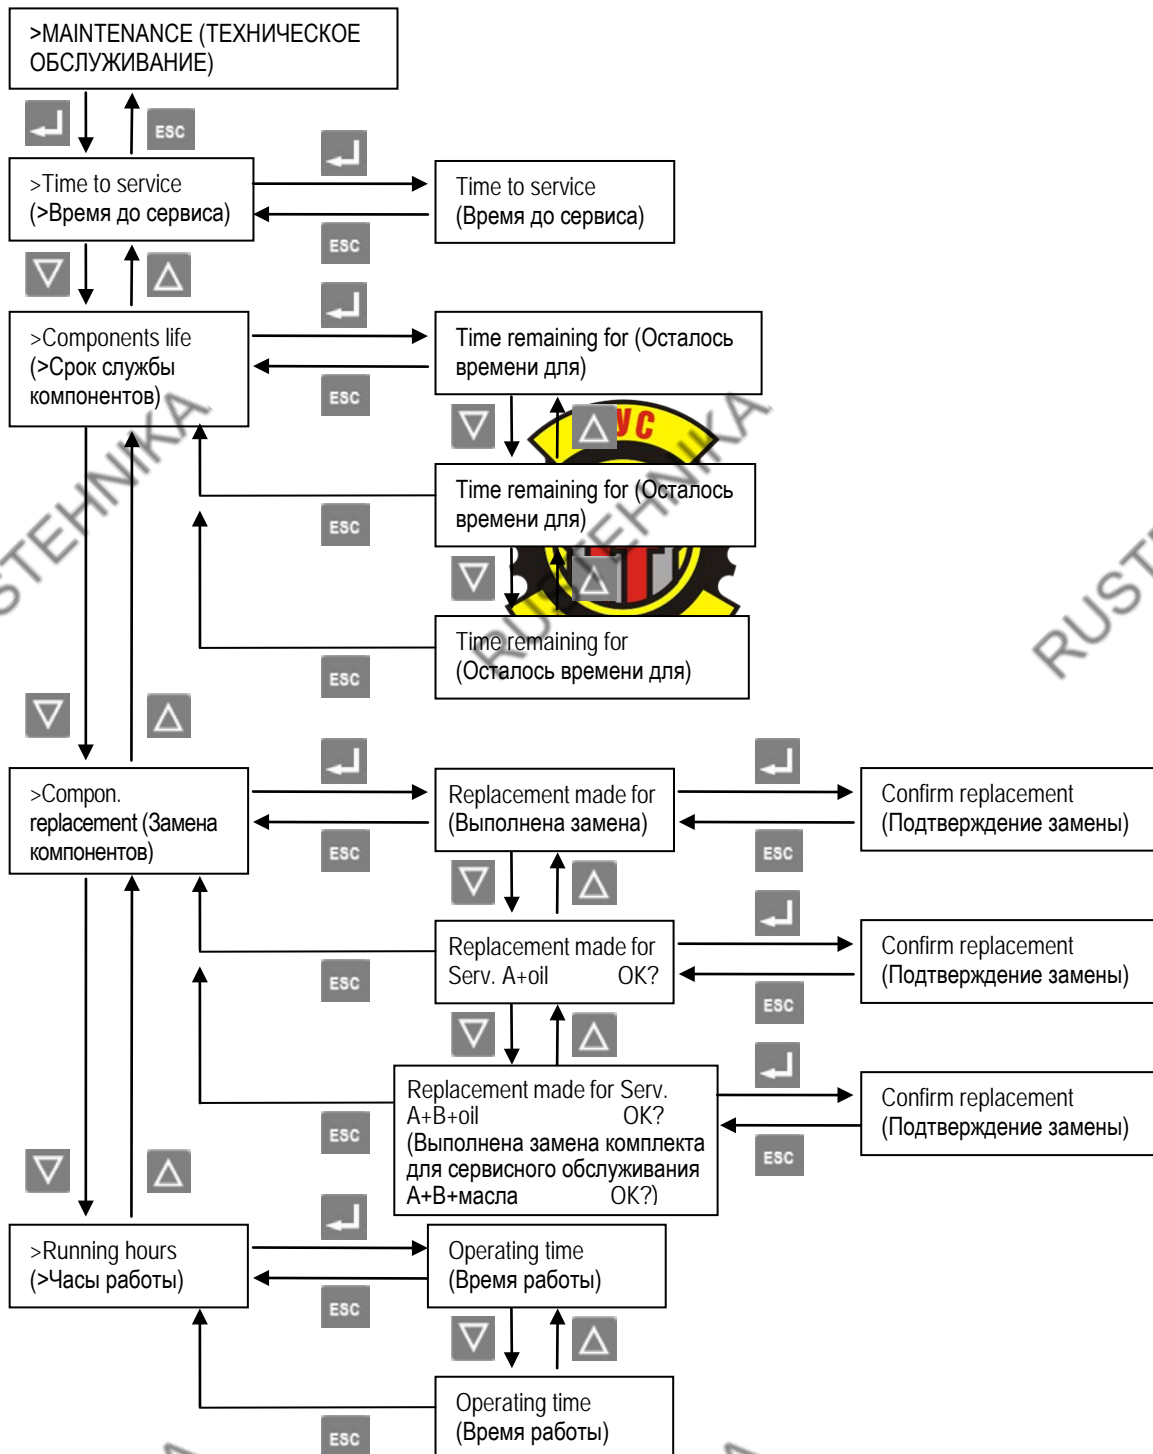 >MAINTENANCE (ТЕХНИЧЕСКОЕ
ОБСЛУЖИВАНИЕ)
ESC
>Time to service
(>Время до сервиса)
Time to service
(Время до сервиса)
ESC
>Components life
(>Срок службы
компонентов)
Time remaining for (Осталось
времени для)
ESC
УС
Time remaining for (Осталось
времени для)
ESC
Time remaining for
(Осталось времени для)
ESC
RUSTEHNIKA
>Compon.
replacement (Замена
компонентов)
Replacement made for
(Выполнена замена)
Confirm replacement
(Подтверждение замены)
ESC
ESC
Replacement made for
Serv. A+oil OK?
Confirm replacement
(Подтверждение замены)
ESC
ESC
Replacement made for Serv.
A+B+oil OK?
(Выполнена замена комплекта
для сервисного обслуживания
А+В+масла OK?)
Confirm replacement
(Подтверждение замены)
ESC
ESC
>Running hours
(>Часы работы)
Operating time
(Время работы)
ESC
Operating time
(Время работы)
ESC